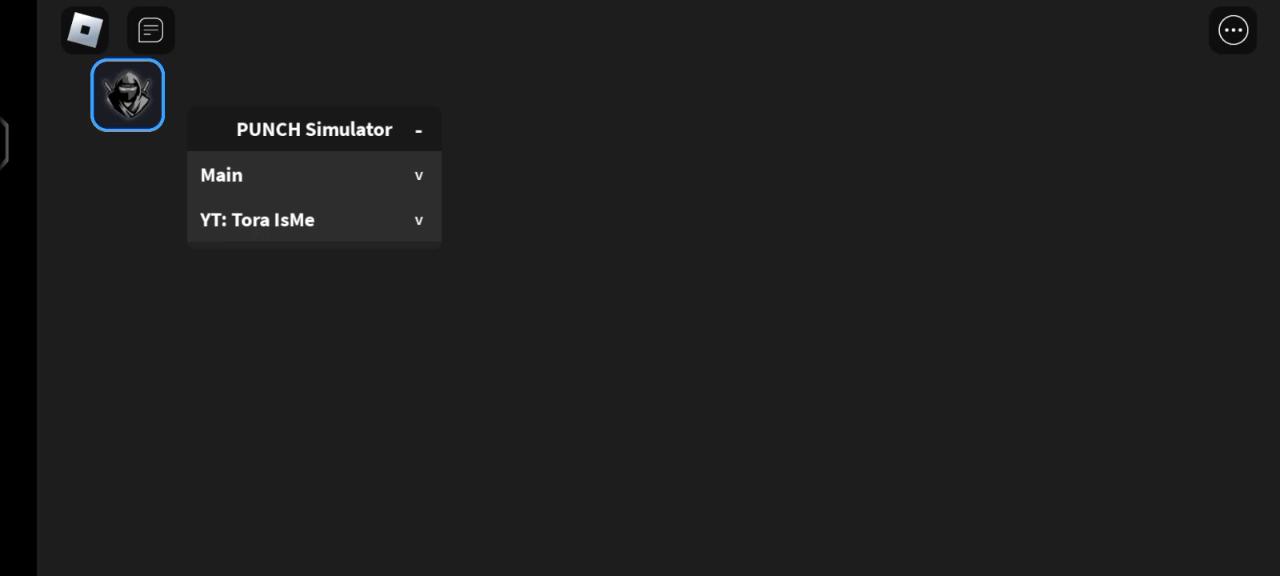 PUNCH Simulator -
Main v
YT: Tora IsMe v